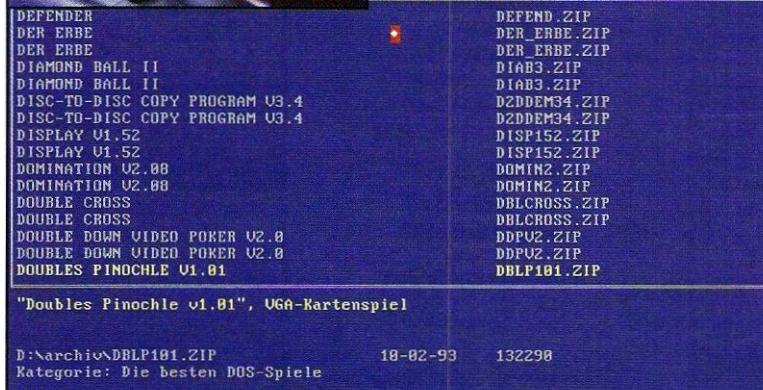 DEFENDER DEFEND.ZIP
DER ERBE DER_ERBE.ZIP
DER ERBE DER_ERBE.ZIP
DIAMOND BALL II DIAB3.ZIP
DIAMOND BALL II DIAB3.ZIP
DISC-TO-DISC COPY PROGRAM V3.4 D2DDEM34.ZIP
DISC-TO-DISC COPY PROGRAM V3.4 D2DDEM34.ZIP
DISPLAY V1.52 DISP152.ZIP
DISPLAY V1.52 DISP152.ZIP
DOMINATION V2.08 DOMIN2.ZIP
DOMINATION V2.08 DOMIN2.ZIP
DOUBLE CROSS DBLCROSS.ZIP
DOUBLE CROSS DBLCROSS.ZIP
DOUBLE DOWN VIDEO POKER V2.0 DDPV2.ZIP
DOUBLE DOWN VIDEO POKER V2.0 DDPV2.ZIP
DOUBLES PINOCHLE V1.01 DBLP101.ZIP
"Doubles Pinochle v1.01", VGA-Kartenspiel
D:\archiv\DBLP101.ZIP 10-02-93 132290
Kategorie: Die besten DOS-Spiele